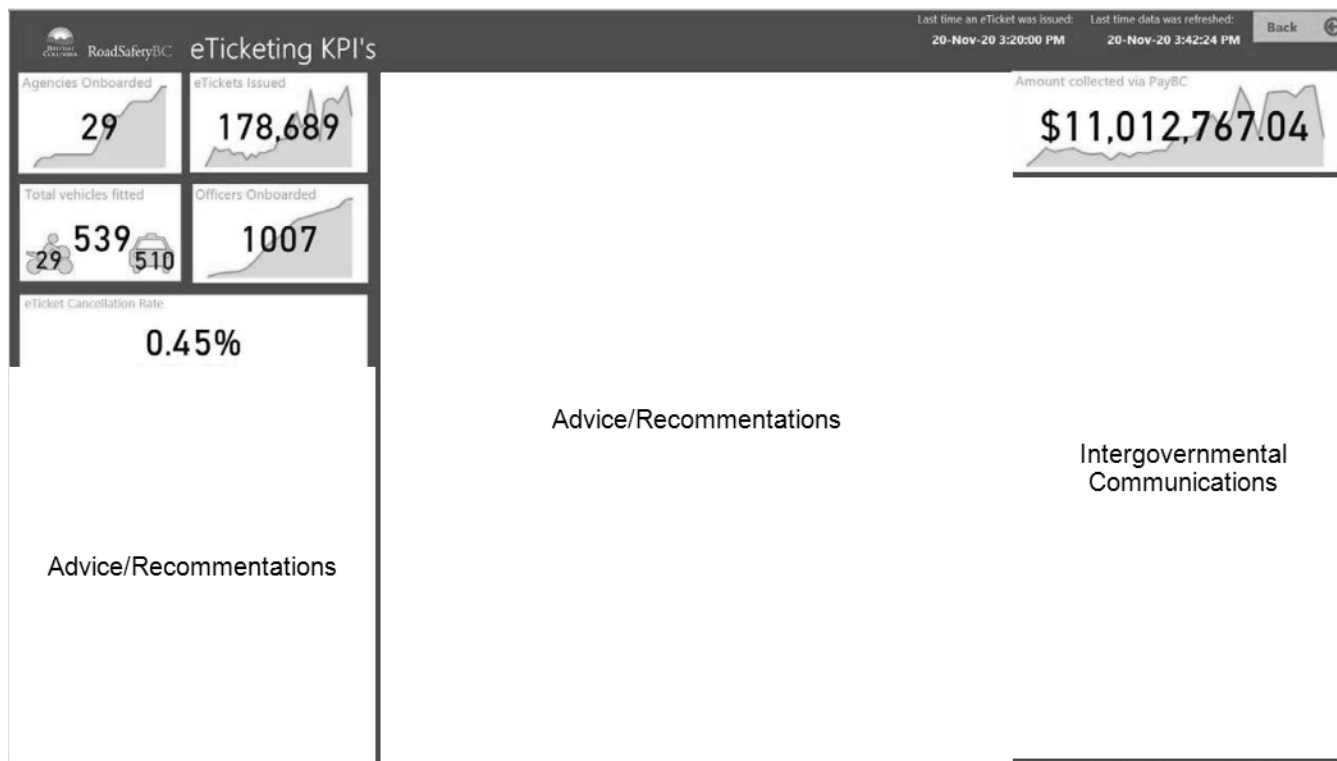 BRITISH
COLUMBIA
RoadSafetyBC
eTicketing KPI's
Last time an eTicket was issued:
20-Nov-20 3:20:00 PM
Last time data was refreshed:
20-Nov-20 3:42:24 PM
Back
Agencies Onboarded
29
eTickets Issued
178,689
Amount collected via PayBC
$11,012,767.04
Total vehicles fitted
539
29
510
Officers Onboarded
1007
eTicket Cancellation Rate
0.45%
Advice/Recommentations
Advice/Recommentations
Intergovernmental
Communications